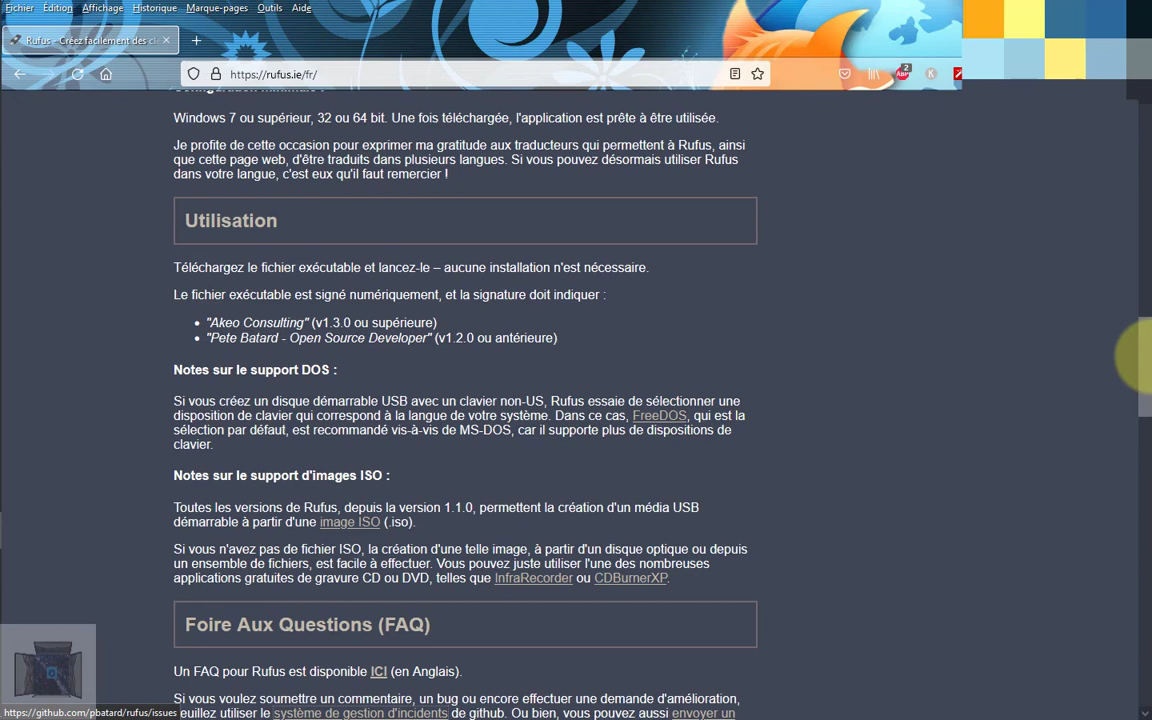 Fichier Édition Affichage Historique Marque-pages Outils Aide
Rufus - Créez facilement des cl
https://rufus.ie/fr/
2
ABP
K
Configuration minimale :
Windows 7 ou supérieur, 32 ou 64 bit. Une fois téléchargée, l'application est prête à être utilisée.
Je profite de cette occasion pour exprimer ma gratitude aux traducteurs qui permettent à Rufus, ainsi
que cette page web, d'être traduits dans plusieurs langues. Si vous pouvez désormais utiliser Rufus
dans votre langue, c'est eux qu'il faut remercier !
Utilisation
Téléchargez le fichier exécutable et lancez-le – aucune installation n'est nécessaire.
Le fichier exécutable est signé numériquement, et la signature doit indiquer :
• "Akeo Consulting" (v1.3.0 ou supérieure)
• "Pete Batard - Open Source Developer" (v1.2.0 ou antérieure)
Notes sur le support DOS :
Si vous créez un disque démarrable USB avec un clavier non-US, Rufus essaie de sélectionner une
disposition de clavier qui correspond à la langue de votre système. Dans ce cas, FreeDOS, qui est la
sélection par défaut, est recommandé vis-à-vis de MS-DOS, car il supporte plus de dispositions de
clavier.
Notes sur le support d'images ISO :
Toutes les versions de Rufus, depuis la version 1.1.0, permettent la création d'un média USB
démarrable à partir d'une image ISO (.iso).
Si vous n'avez pas de fichier ISO, la création d'une telle image, à partir d'un disque optique ou depuis
un ensemble de fichiers, est facile à effectuer. Vous pouvez juste utiliser l'une des nombreuses
applications gratuites de gravure CD ou DVD, telles que InfraRecorder ou CDBurnerXP.
Foire Aux Questions (FAQ)
Un FAQ pour Rufus est disponible ICI (en Anglais).
Si vous voulez soumettre un commentaire, un bug ou encore effectuer une demande d'amélioration,
veuillez utiliser le système de gestion d'incidents de github. Ou bien, vous pouvez aussi envoyer un
https://github.com/pbatard/rufus/issues